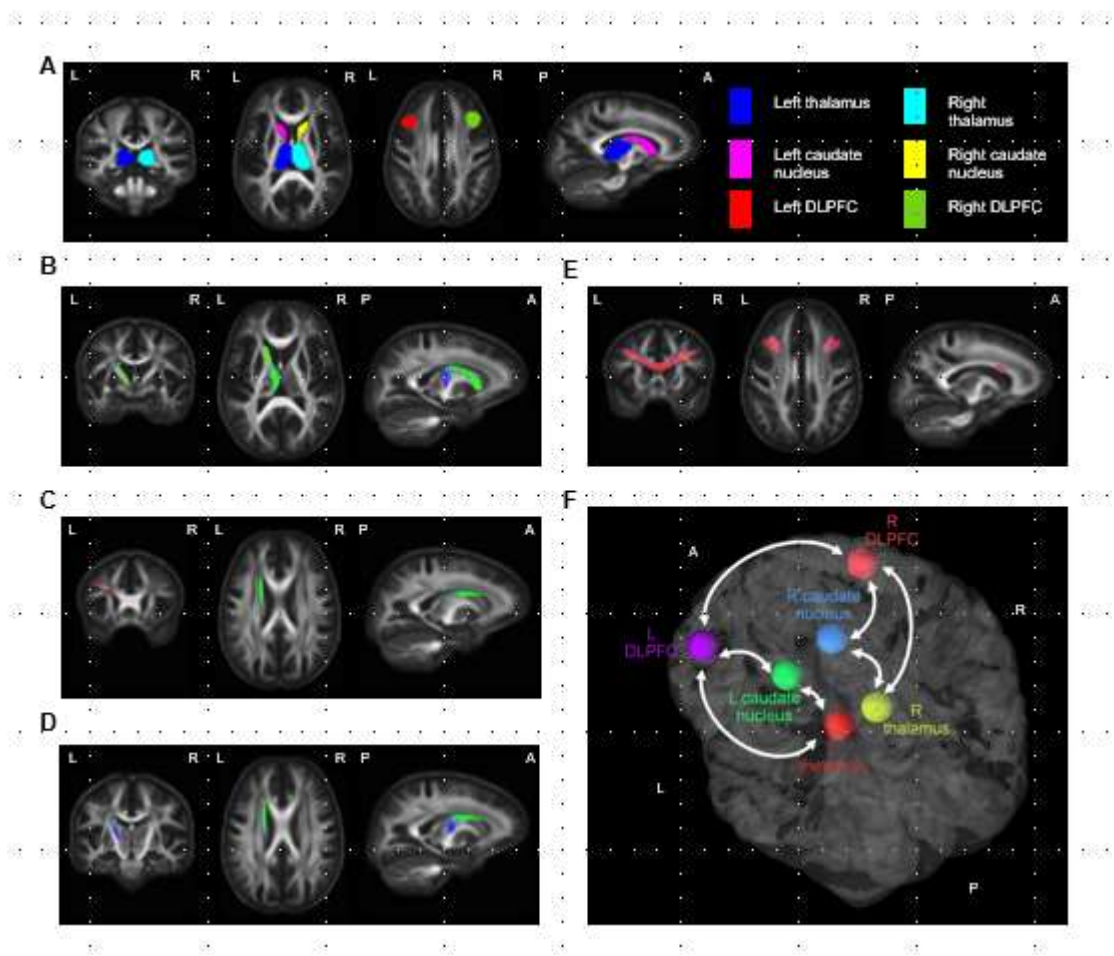 A
L R L R L R P A
Left thalamus
Right
thalamus
Left caudate
nucleus
Right caudate
nucleus
Left DLPFC
Right DLPFC
B
L R L R P A
E
L R L R P A
C
L R L R P A
D
L R L R P A
F
R
DLPFC
A
R caudate
nucleus
R
L
DLPFC
L caudate
nucleus
R
thalamus
L
P